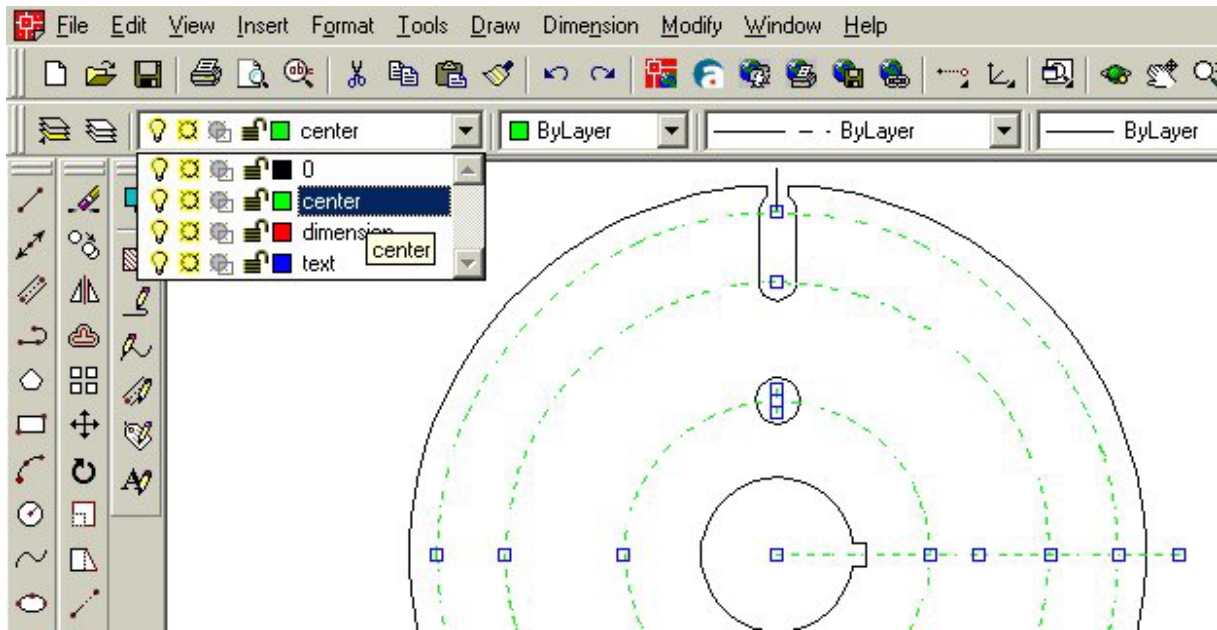 File Edit View Insert Format Tools Draw Dimension Modify Window Help
center ByLayer ByLayer ByLayer
0
center
dimension
center
text